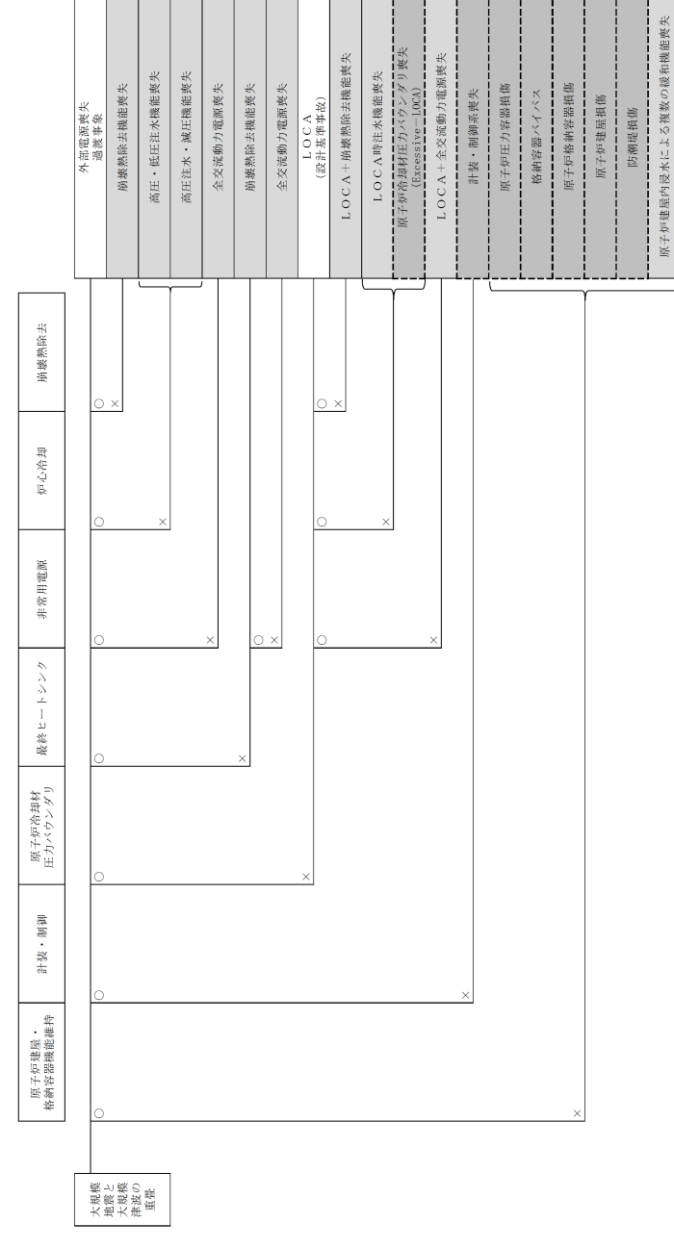 大規模
地震と
大規模
津波の
重畳
原子炉建屋・
格納容器機能維持
計装・制御
原子炉冷却材
圧力バウンダリ
最終ヒートシンク
非常用電源
炉心冷却
崩壊熱除去
○
○
○
○
○
○
○
×
×
×
×
×
×
×
○
×
○
○
○
×
×
×
外部電源喪失
過渡事象
崩壊熱除去機能喪失
高圧・低圧注水機能喪失
高圧注水・減圧機能喪失
全交流動力電源喪失
崩壊熱除去機能喪失
全交流動力電源喪失
LOCA
(設計基準事故)
LOCA+崩壊熱除去機能喪失
LOCA時注水機能喪失
原子炉冷却材圧力バウンダリ喪失
(Excessive-LOCA)
LOCA+全交流動力電源喪失
計装・制御系喪失
原子炉圧力容器損傷
格納容器バイパス
原子炉格納容器損傷
原子炉建屋損傷
防潮堤損傷
原子炉建屋内浸水による複数の緩和機能喪失